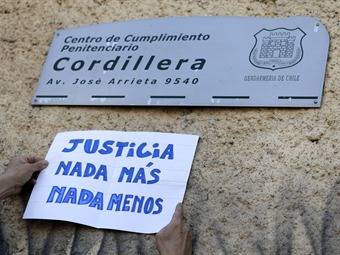 Centro de Cumplimiento
Penitenciario
Cordillera
Av. José Arrieta 9540
GENDARMERIA DE CHILE
JUSTICIA
NADA MÁS
NADA MENOS